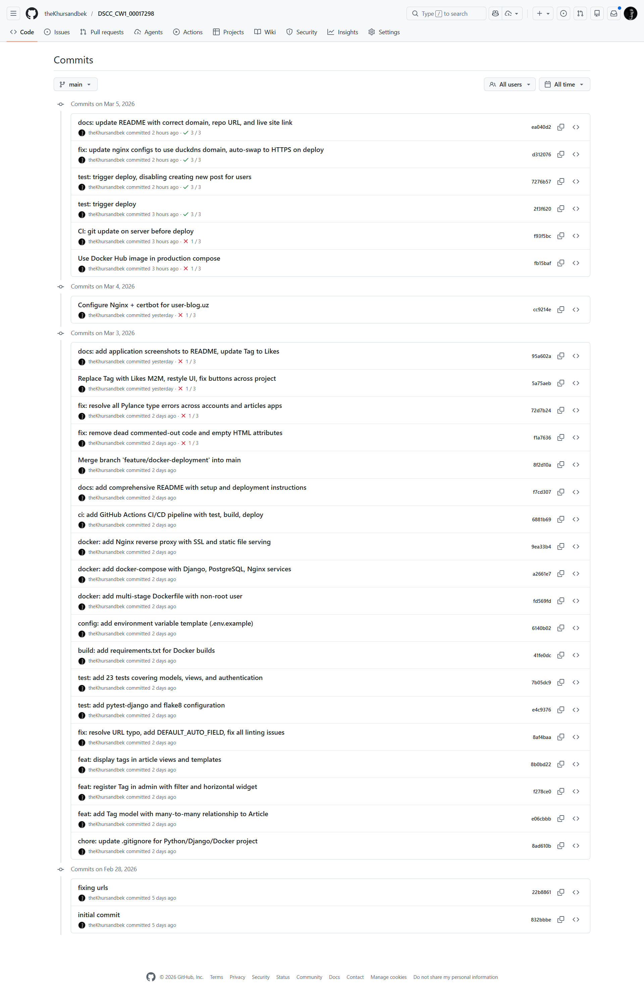 theKhursandbek / DSCC_CW1_00017298
Type / to search
Code Issues Pull requests Agents Actions Projects Wiki Security Insights Settings
Commits
main
All users All time
Commits on Mar 5, 2026
docs: update README with correct domain, repo URL, and live site link
theKhursandbek committed 2 hours ago · 3 / 3
ea040d2
fix: update nginx configs to use duckdns domain, auto-swap to HTTPS on deploy
theKhursandbek committed 2 hours ago · 3 / 3
d312076
test: trigger deploy, disabling creating new post for users
theKhursandbek committed 2 hours ago · 3 / 3
7276b57
test: trigger deploy
theKhursandbek committed 3 hours ago · 3 / 3
2f3f620
CI: git update on server before deploy
theKhursandbek committed 3 hours ago · 1 / 3
f93f5bc
Use Docker Hub image in production compose
theKhursandbek committed 3 hours ago · 1 / 3
fb15baf
Commits on Mar 4, 2026
Configure Nginx + certbot for user-blog.uz
theKhursandbek committed yesterday · 1 / 3
cc9214e
Commits on Mar 3, 2026
docs: add application screenshots to README, update Tag to Likes
theKhursandbek committed yesterday · 1 / 3
95a602a
Replace Tag with Likes M2M, restyle UI, fix buttons across project
theKhursandbek committed yesterday · 1 / 3
5a75aeb
fix: resolve all Pylance type errors across accounts and articles apps
theKhursandbek committed 2 days ago · 1 / 3
72d7b24
fix: remove dead commented-out code and empty HTML attributes
theKhursandbek committed 2 days ago · 1 / 3
f1a7636
Merge branch 'feature/docker-deployment' into main
theKhursandbek committed 2 days ago
8f2d10a
docs: add comprehensive README with setup and deployment instructions
theKhursandbek committed 2 days ago
f7cd307
ci: add GitHub Actions CI/CD pipeline with test, build, deploy
theKhursandbek committed 2 days ago
6881b69
docker: add Nginx reverse proxy with SSL and static file serving
theKhursandbek committed 2 days ago
9ea33b4
docker: add docker-compose with Django, PostgreSQL, Nginx services
theKhursandbek committed 2 days ago
a2661e7
docker: add multi-stage Dockerfile with non-root user
theKhursandbek committed 2 days ago
fd569fd
config: add environment variable template (.env.example)
theKhursandbek committed 2 days ago
6140b02
build: add requirements.txt for Docker builds
theKhursandbek committed 2 days ago
41fe0dc
test: add 23 tests covering models, views, and authentication
theKhursandbek committed 2 days ago
7b05dc9
test: add pytest-django and flake8 configuration
theKhursandbek committed 2 days ago
e4c9376
fix: resolve URL typo, add DEFAULT_AUTO_FIELD, fix all linting issues
theKhursandbek committed 2 days ago
8af4baa
feat: display tags in article views and templates
theKhursandbek committed 2 days ago
8b0bd22
feat: register Tag in admin with filter and horizontal widget
theKhursandbek committed 2 days ago
f278ce0
feat: add Tag model with many-to-many relationship to Article
theKhursandbek committed 2 days ago
e06cbbb
chore: update .gitignore for Python/Django/Docker project
theKhursandbek committed 2 days ago
8ad610b
Commits on Feb 28, 2026
fixing urls
theKhursandbek committed 5 days ago
22b8861
initial commit
theKhursandbek committed 5 days ago
832bbbe
© 2026 GitHub, Inc. Terms Privacy Security Status Community Docs Contact Manage cookies Do not share my personal information